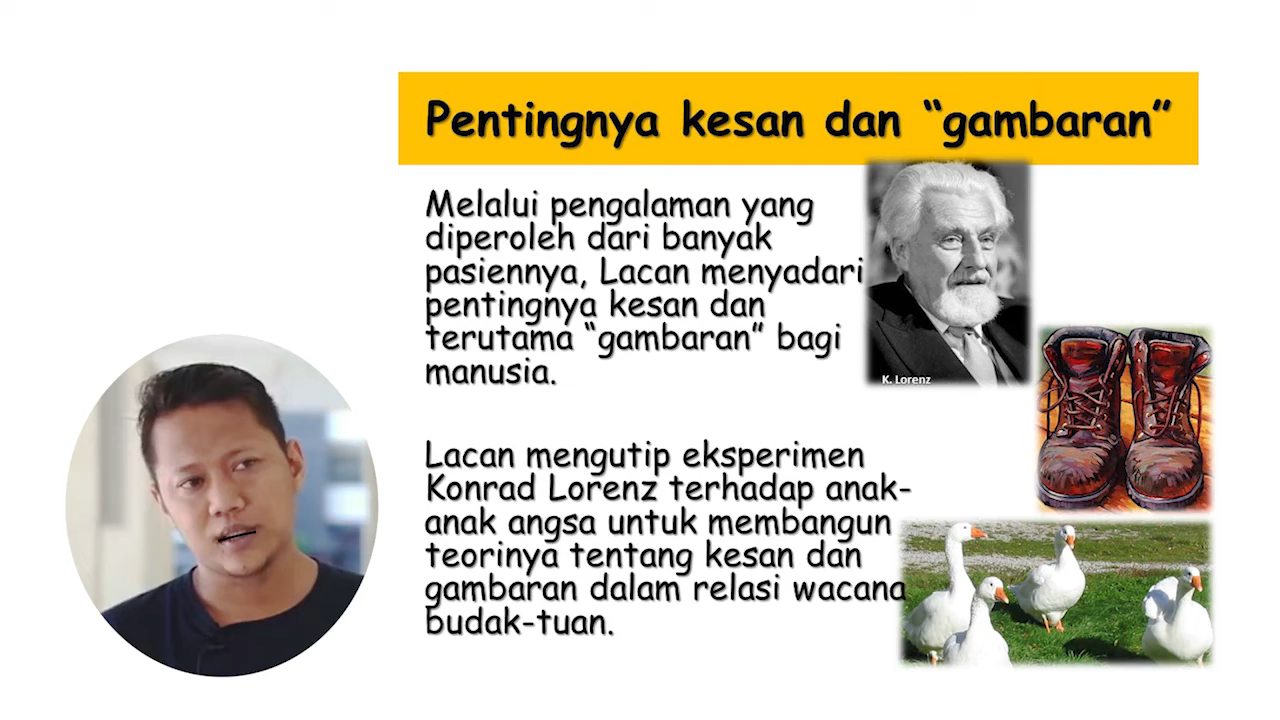 Pentingnya kesan dan “gambaran”
Melalui pengalaman yang
diperoleh dari banyak
pasiennya, Lacan menyadari
pentingnya kesan dan
terutama “gambaran” bagi
manusia.
K. Lorenz
Lacan mengutip eksperimen
Konrad Lorenz terhadap anak-
anak angsa untuk membangun
teorinya tentang kesan dan
gambaran dalam relasi wacana
budak-tuan.